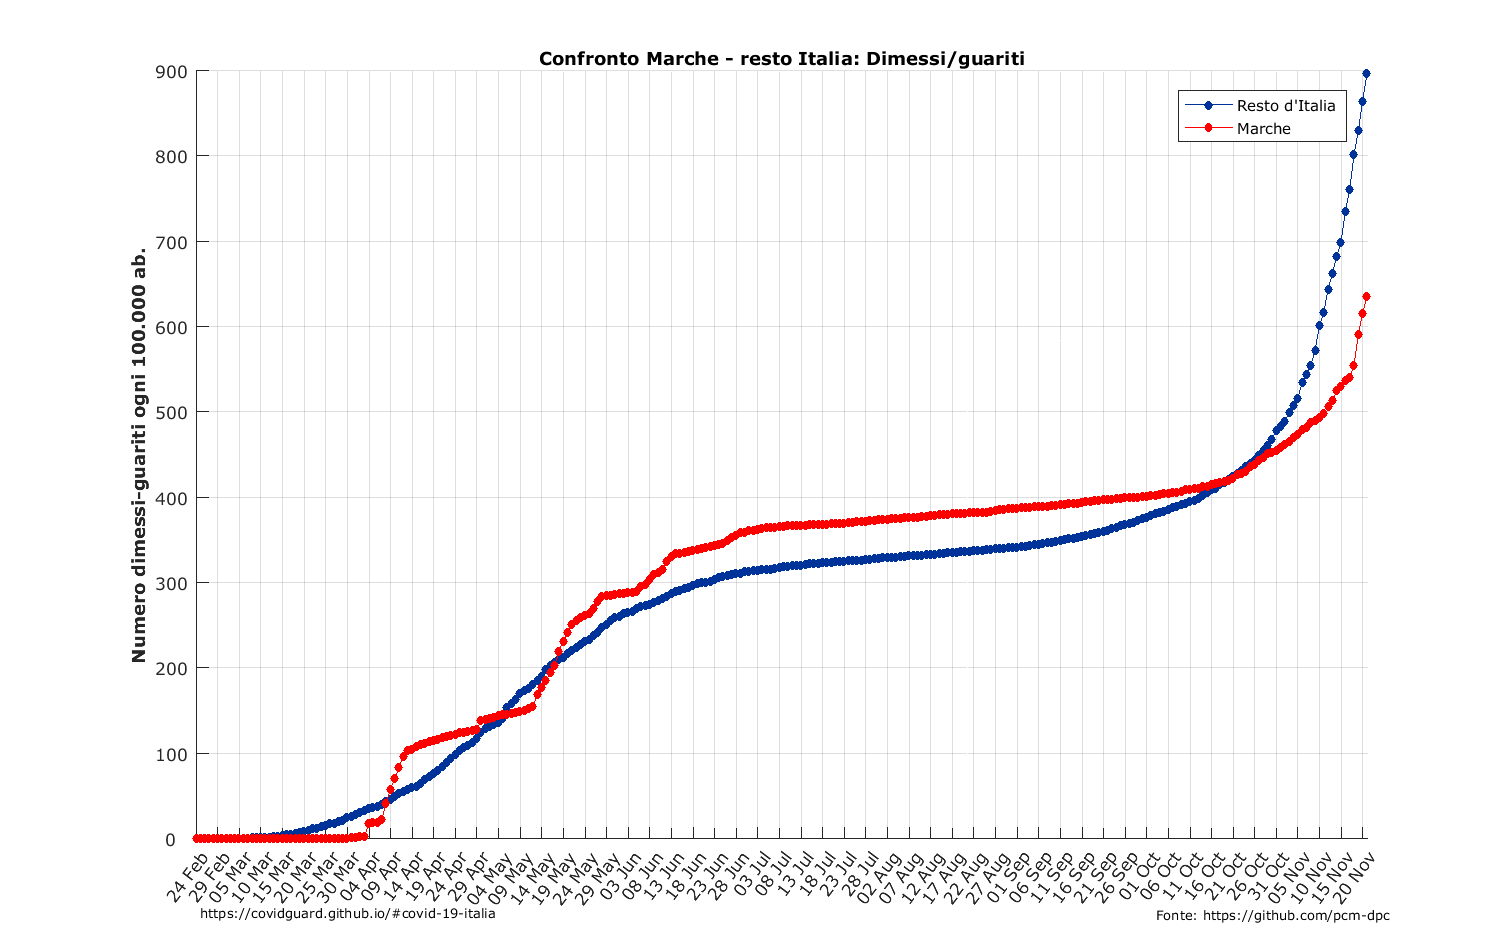 Confronto Marche - resto Italia: Dimessi/guariti
Numero dimessi-guariti ogni 100.000 ab.
900
800
700
600
500
400
300
200
100
0
Resto d'Italia
Marche
24 Feb
29 Feb
05 Mar
10 Mar
15 Mar
20 Mar
25 Mar
30 Mar
04 Apr
09 Apr
14 Apr
19 Apr
24 Apr
29 Apr
04 May
09 May
14 May
19 May
24 May
29 May
03 Jun
08 Jun
13 Jun
18 Jun
23 Jun
28 Jun
03 Jul
08 Jul
13 Jul
18 Jul
23 Jul
28 Jul
02 Aug
07 Aug
12 Aug
17 Aug
22 Aug
27 Aug
01 Sep
06 Sep
11 Sep
16 Sep
21 Sep
26 Sep
01 Oct
06 Oct
11 Oct
16 Oct
21 Oct
26 Oct
31 Oct
05 Nov
10 Nov
15 Nov
20 Nov
https://covidguard.github.io/#covid-19-italia
Fonte: https://github.com/pcm-dpc